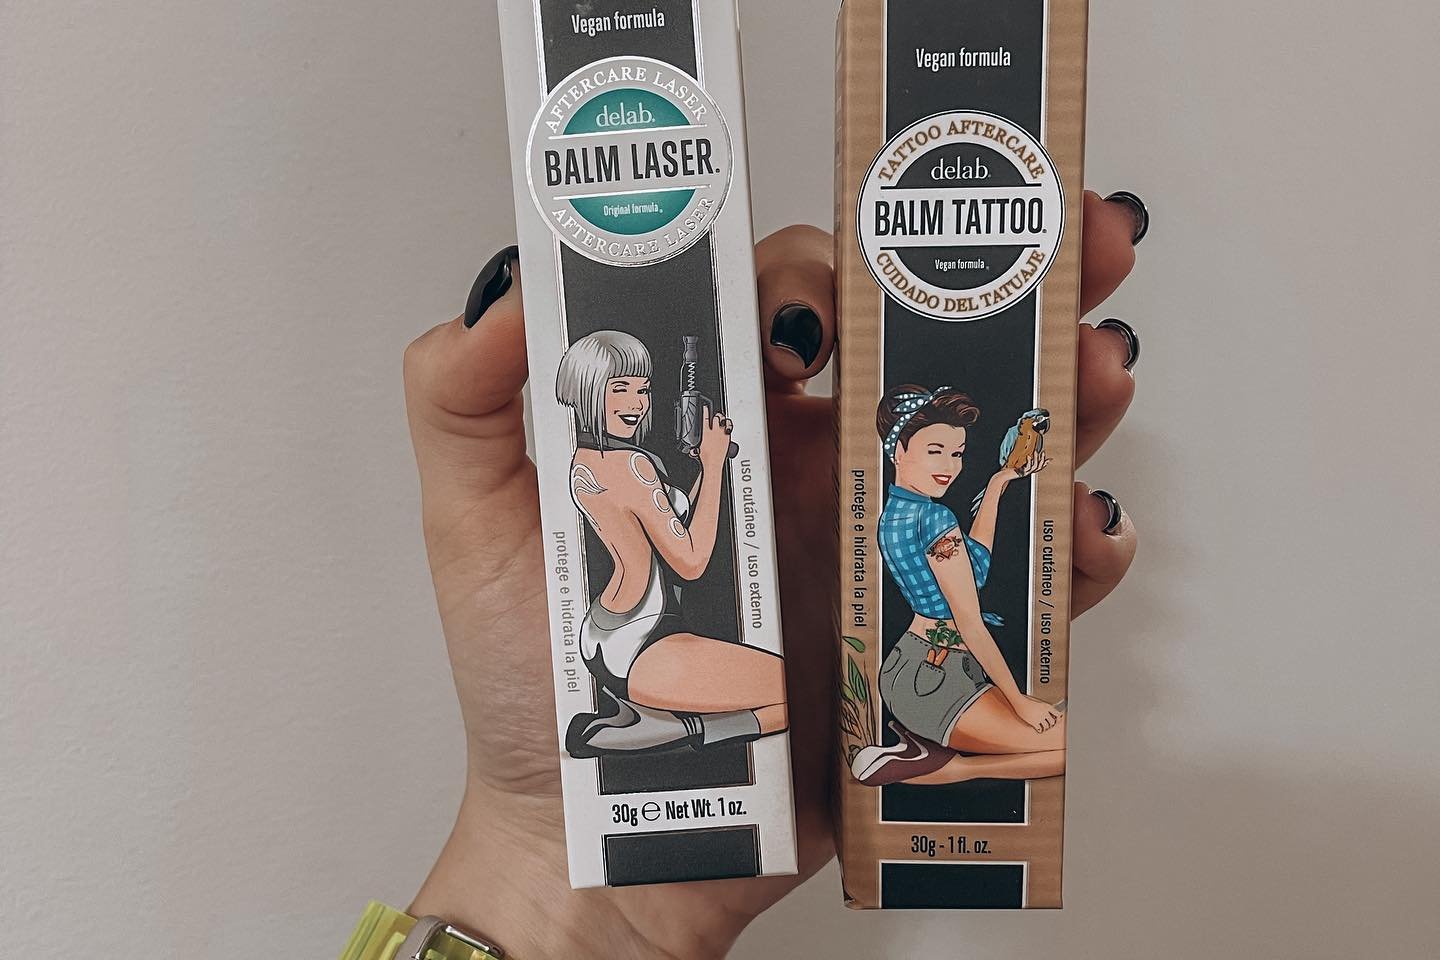 Vegan formula
AFTERCARE LASER
delab.
BALM LASER.
Original formula
AFTERCARE LASER
uso cutáneo / uso externo
protege e hidrata la piel
30g ℮ Net Wt. 1 oz.
Vegan formula
TATTOO AFTERCARE
delab.
BALM TATTOO
Vegan formula
CUIDADO DEL TATUAJE
protege e hidrata la piel
uso cutáneo / uso externo
30g - 1 fl. oz.